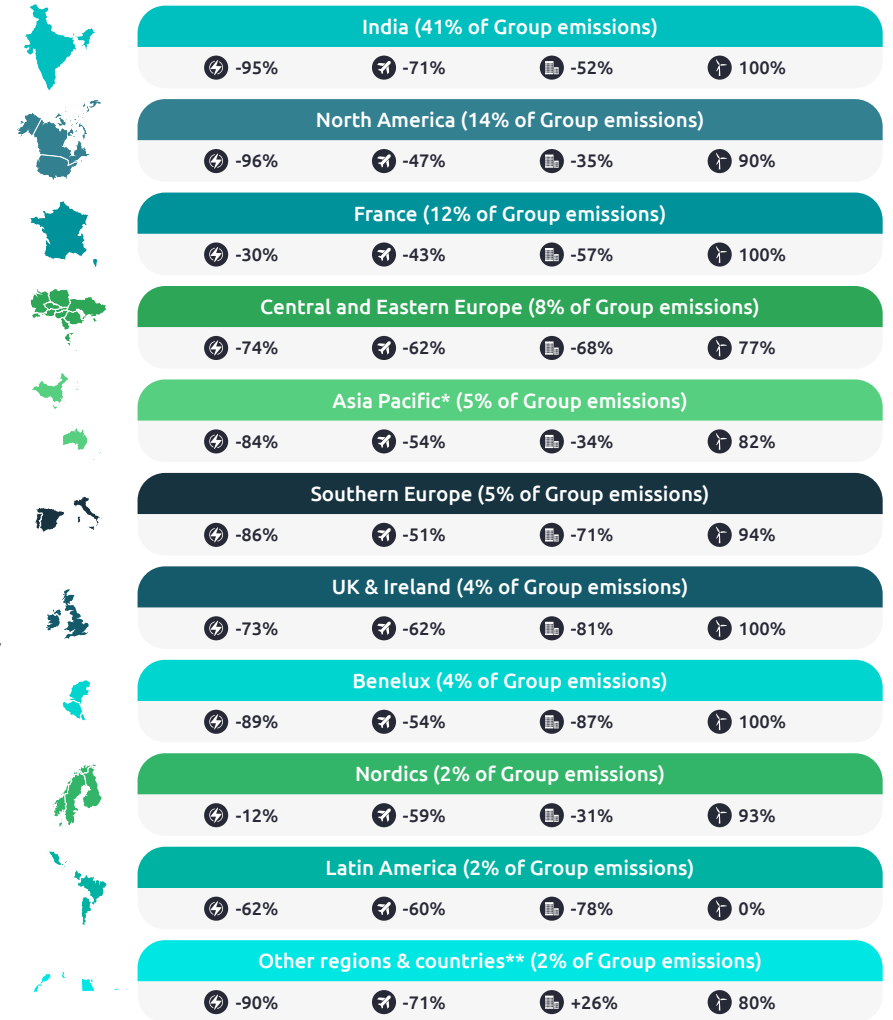 India (41% of Group emissions)
-95% -71% -52% 100%
North America (14% of Group emissions)
-96% -47% -35% 90%
France (12% of Group emissions)
-30% -43% -57% 100%
Central and Eastern Europe (8% of Group emissions)
-74% -62% -68% 77%
Asia Pacific* (5% of Group emissions)
-84% -54% -34% 82%
Southern Europe (5% of Group emissions)
-86% -51% -71% 94%
UK & Ireland (4% of Group emissions)
-73% -62% -81% 100%
Benelux (4% of Group emissions)
-89% -54% -87% 100%
Nordics (2% of Group emissions)
-12% -59% -31% 93%
Latin America (2% of Group emissions)
-62% -60% -78% 0%
Other regions & countries** (2% of Group emissions)
-90% -71% +26% 80%